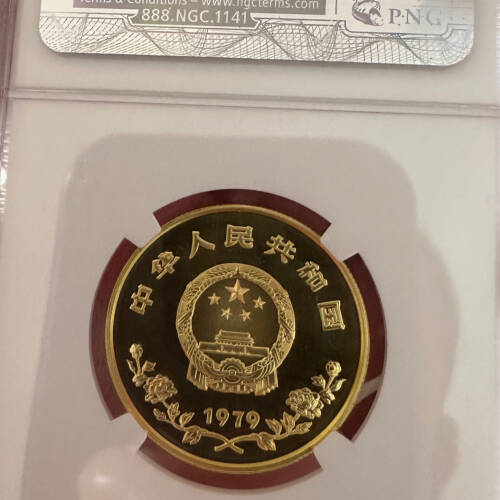 Terms & Conditions – www.ngcterms.com
888.NGC.1141
PNG
中华人民共和国
1979